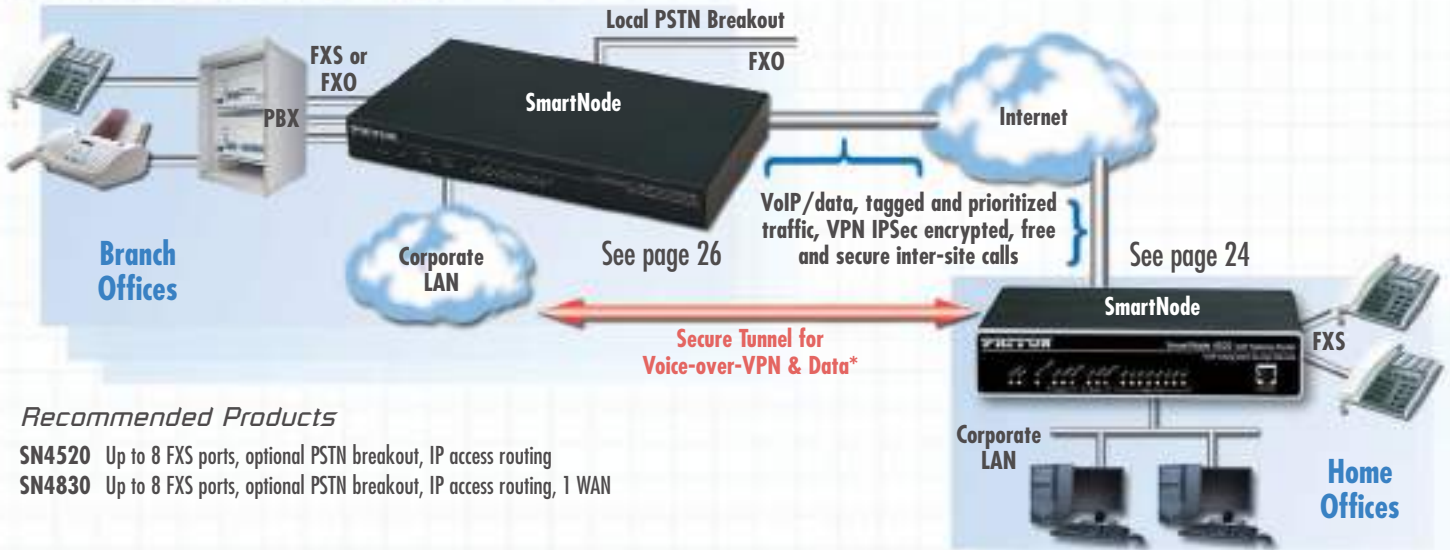 Local PSTN Breakout
FXO
FXS or
FXO
PBX
SmartNode
Internet
VoIP/data, tagged and prioritized
traffic, VPN IPSec encrypted, free
and secure inter-site calls
Branch
Offices
Corporate
LAN
See page 26
See page 24
SmartNode
FXS
Secure Tunnel for
Voice-over-VPN & Data*
Corporate
LAN
Home
Offices
Recommended Products
SN4520 Up to 8 FXS ports, optional PSTN breakout, IP access routing
SN4830 Up to 8 FXS ports, optional PSTN breakout, IP access routing, 1 WAN